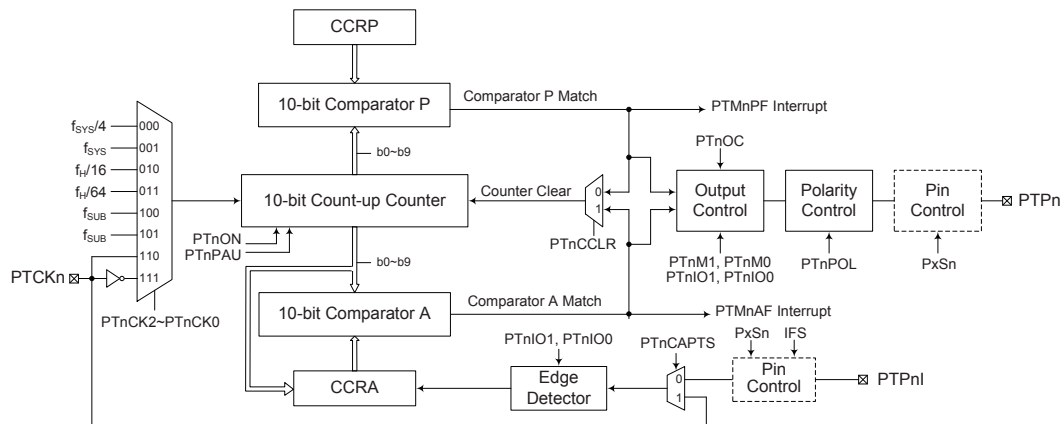 CCRP
10-bit Comparator P
Comparator P Match
PTMnPF Interrupt
b0~b9
PTnOC
fSYS/4
000
fSYS
001
fH/16
010
fH/64
011
fSUB
100
fSUB
101
110
111
PTCKn
PTnCK2~PTnCK0
10-bit Count-up Counter
Counter Clear
0
1
PTnCCLR
Output
Control
Polarity
Control
Pin
Control
PTPn
PTnON
PTnPAU
PTnM1, PTnM0
PTnIO1, PTnIO0
PTnPOL
PxSn
b0~b9
10-bit Comparator A
Comparator A Match
PTMnAF Interrupt
PTnIO1, PTnIO0
PTnCAPTS
PxSn
IFS
CCRA
Edge
Detector
0
1
Pin
Control
PTPnI